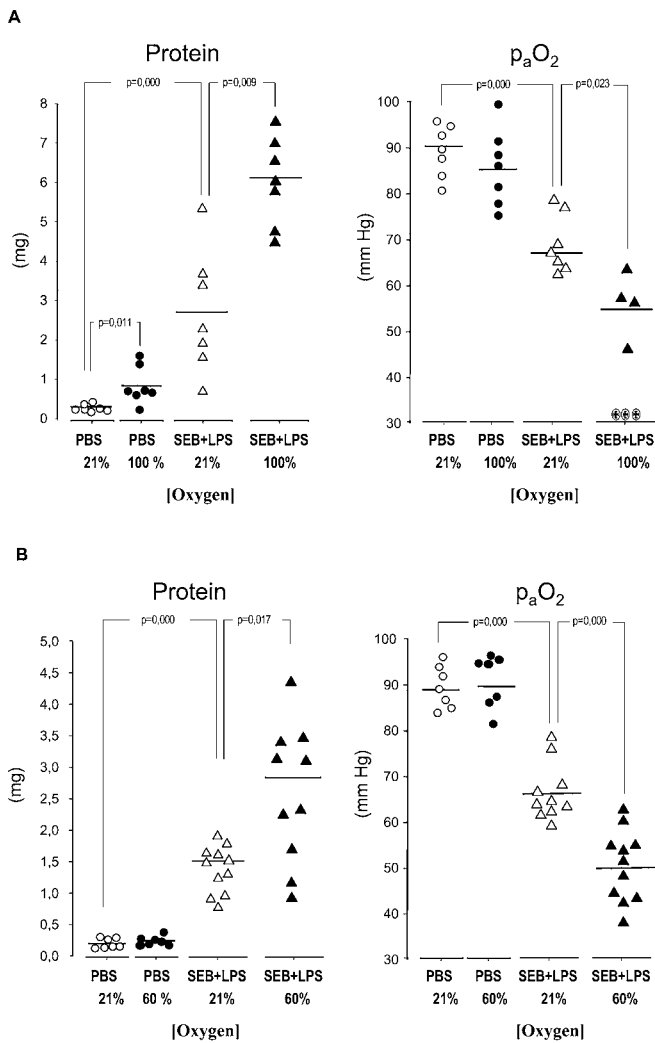 A
Protein
p=0,000
p=0,009
p=0,011
8
7
6
5
4
3
2
1
0
(mg)
PBS PBS SEB+LPS SEB+LPS
21% 100 % 21% 100%
[Oxygen]
paO2
p=0,000
p=0,023
100
90
80
70
60
50
40
30
(mm Hg)
PBS PBS SEB+LPS SEB+LPS
21% 100% 21% 100%
[Oxygen]
B
Protein
p=0,000
p=0,017
5,0
4,5
4,0
3,5
3,0
2,5
2,0
1,5
1,0
0,5
0,0
(mg)
PBS PBS SEB+LPS SEB+LPS
21% 60 % 21% 60%
[Oxygen]
paO2
p=0,000
p=0,000
100
90
80
70
60
50
40
30
(mm Hg)
PBS PBS SEB+LPS SEB+LPS
21% 60% 21% 60%
[Oxygen]